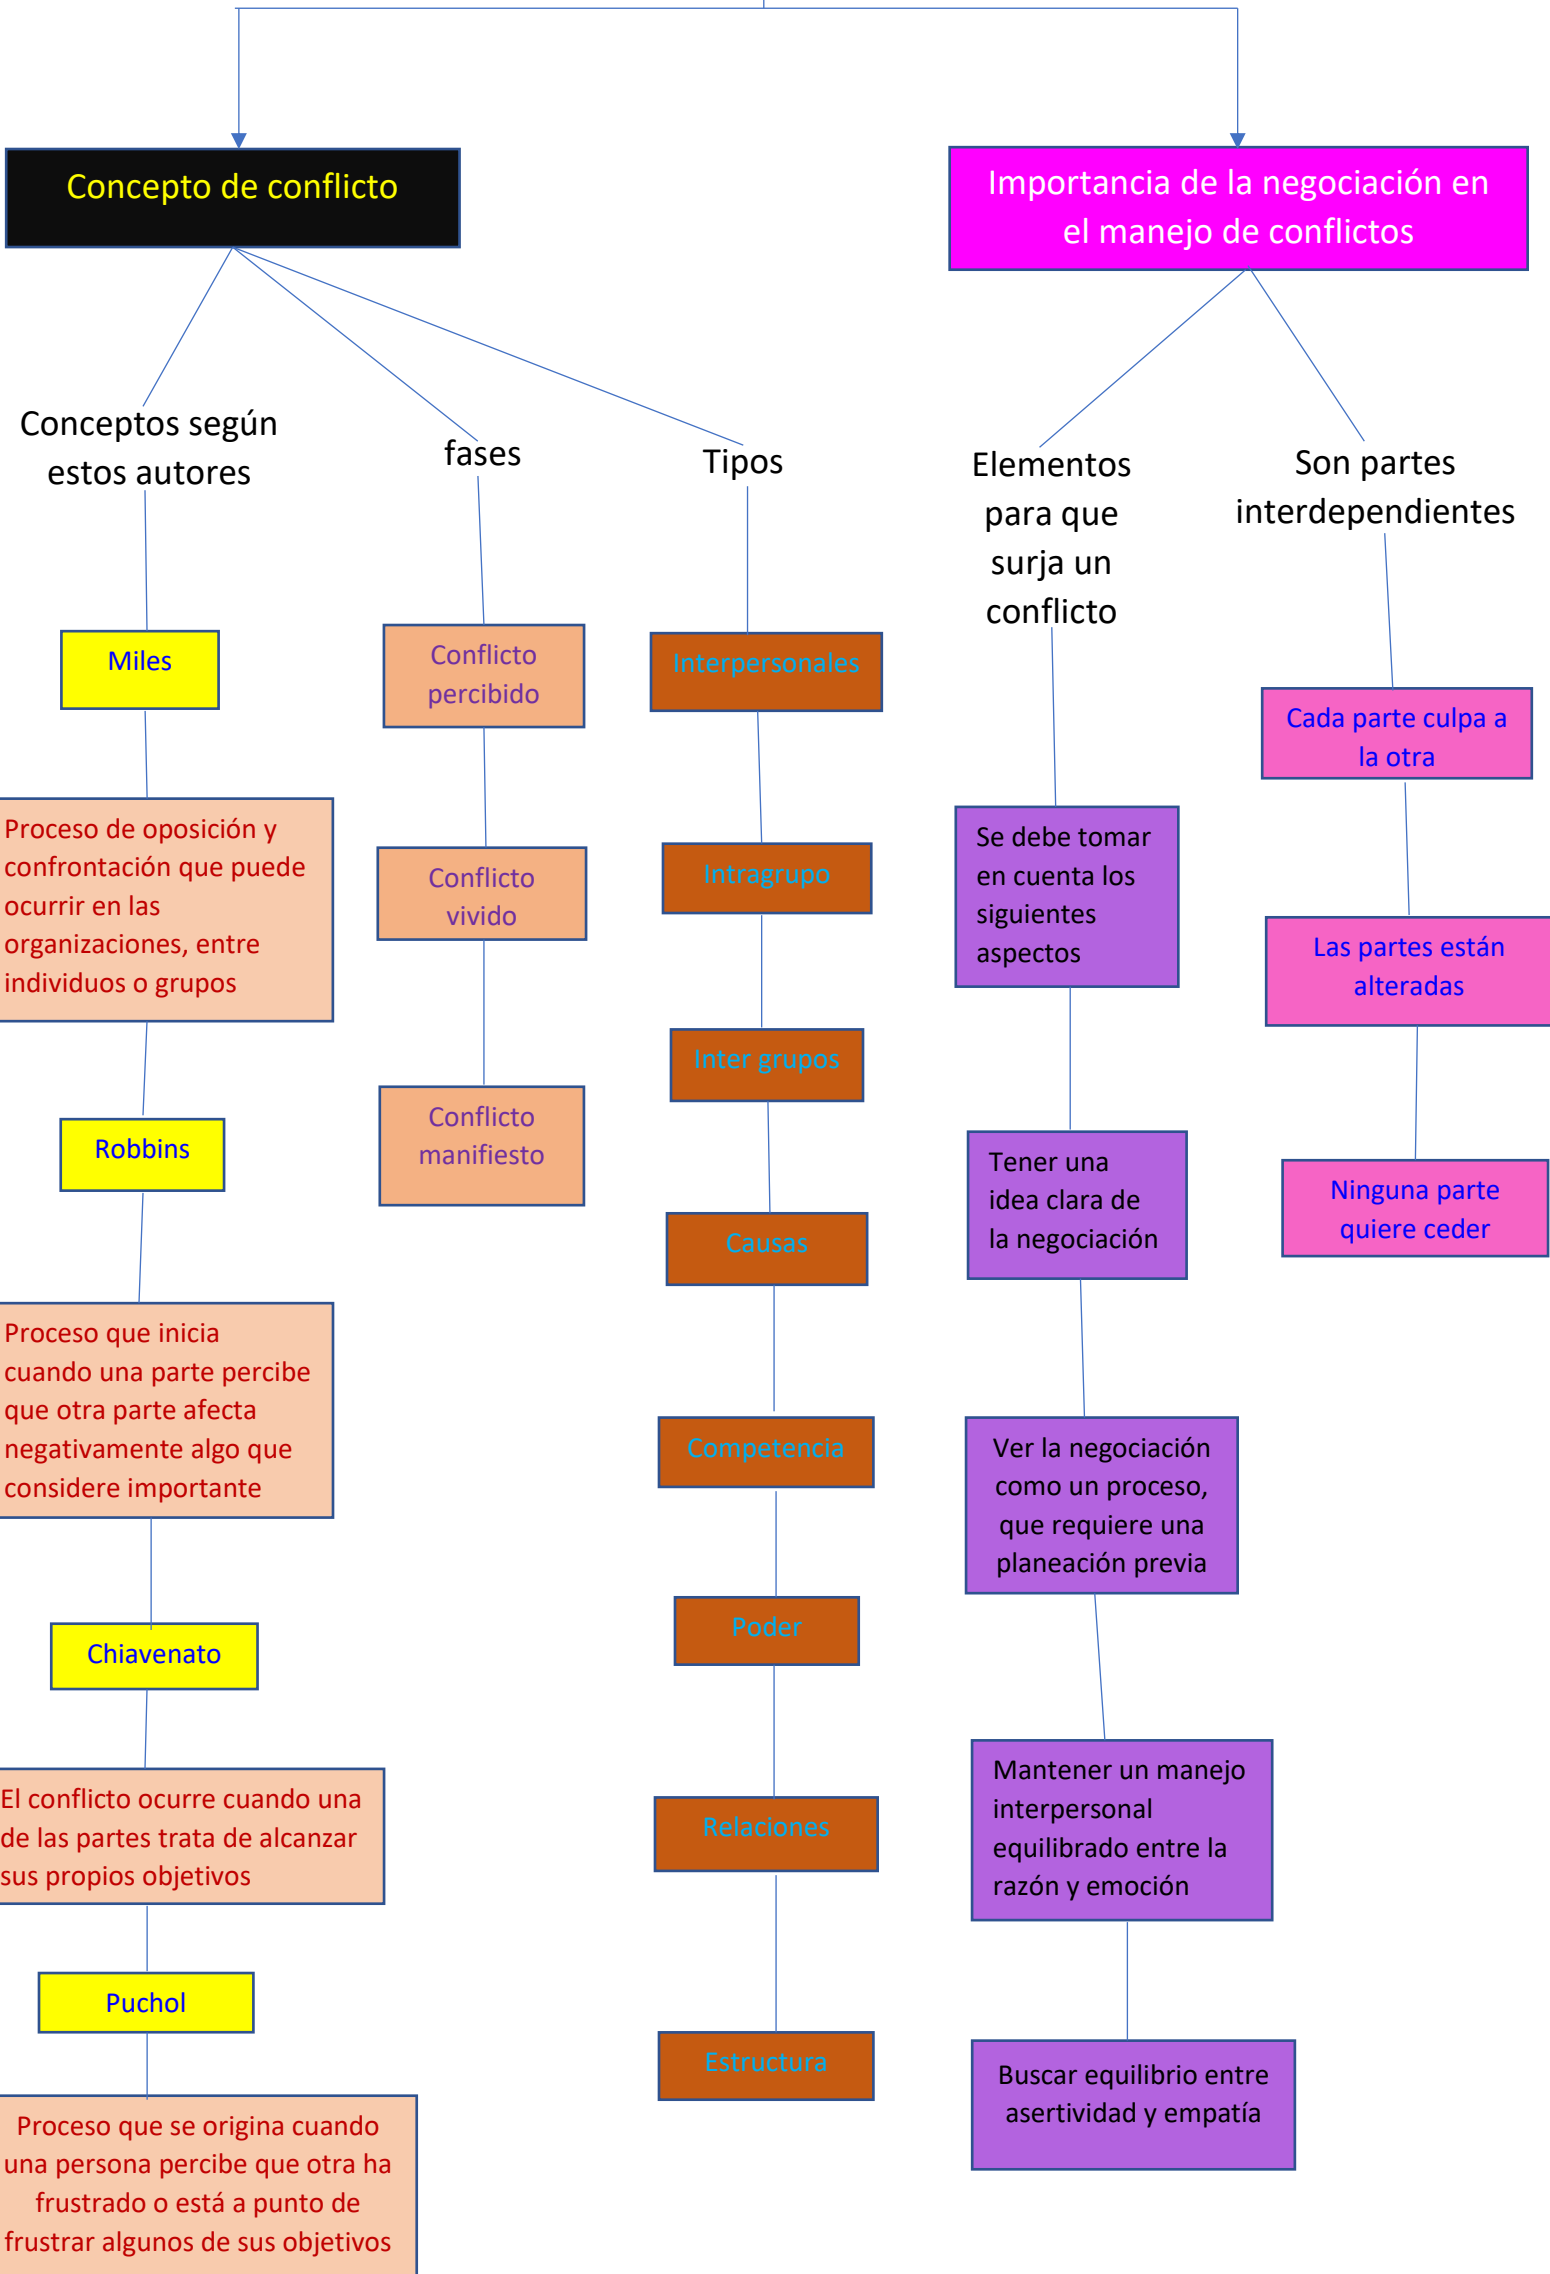 Concepto de conflicto
Importancia de la negociación en
el manejo de conflictos
Conceptos según
estos autores
fases
Tipos
Elementos
para que
surja un
conflicto
Son partes
interdependientes
Miles
Proceso de oposición y
confrontación que puede
ocurrir en las
organizaciones, entre
individuos o grupos
Robbins
Proceso que inicia
cuando una parte percibe
que otra parte afecta
negativamente algo que
considere importante
Chiavenato
El conflicto ocurre cuando una
de las partes trata de alcanzar
sus propios objetivos
Puchol
Proceso que se origina cuando
una persona percibe que otra ha
frustrado o está a punto de
frustrar algunos de sus objetivos
Conflicto
percibido
Conflicto
vivido
Conflicto
manifiesto
Interpersonales
Intragrupo
Inter grupos
Causas
Competencia
Poder
Relaciones
Estructura
Se debe tomar
en cuenta los
siguientes
aspectos
Tener una
idea clara de
la negociación
Ver la negociación
como un proceso,
que requiere una
planeación previa
Mantener un manejo
interpersonal
equilibrado entre la
razón y emoción
Buscar equilibrio entre
asertividad y empatía
Cada parte culpa a
la otra
Las partes están
alteradas
Ninguna parte
quiere ceder